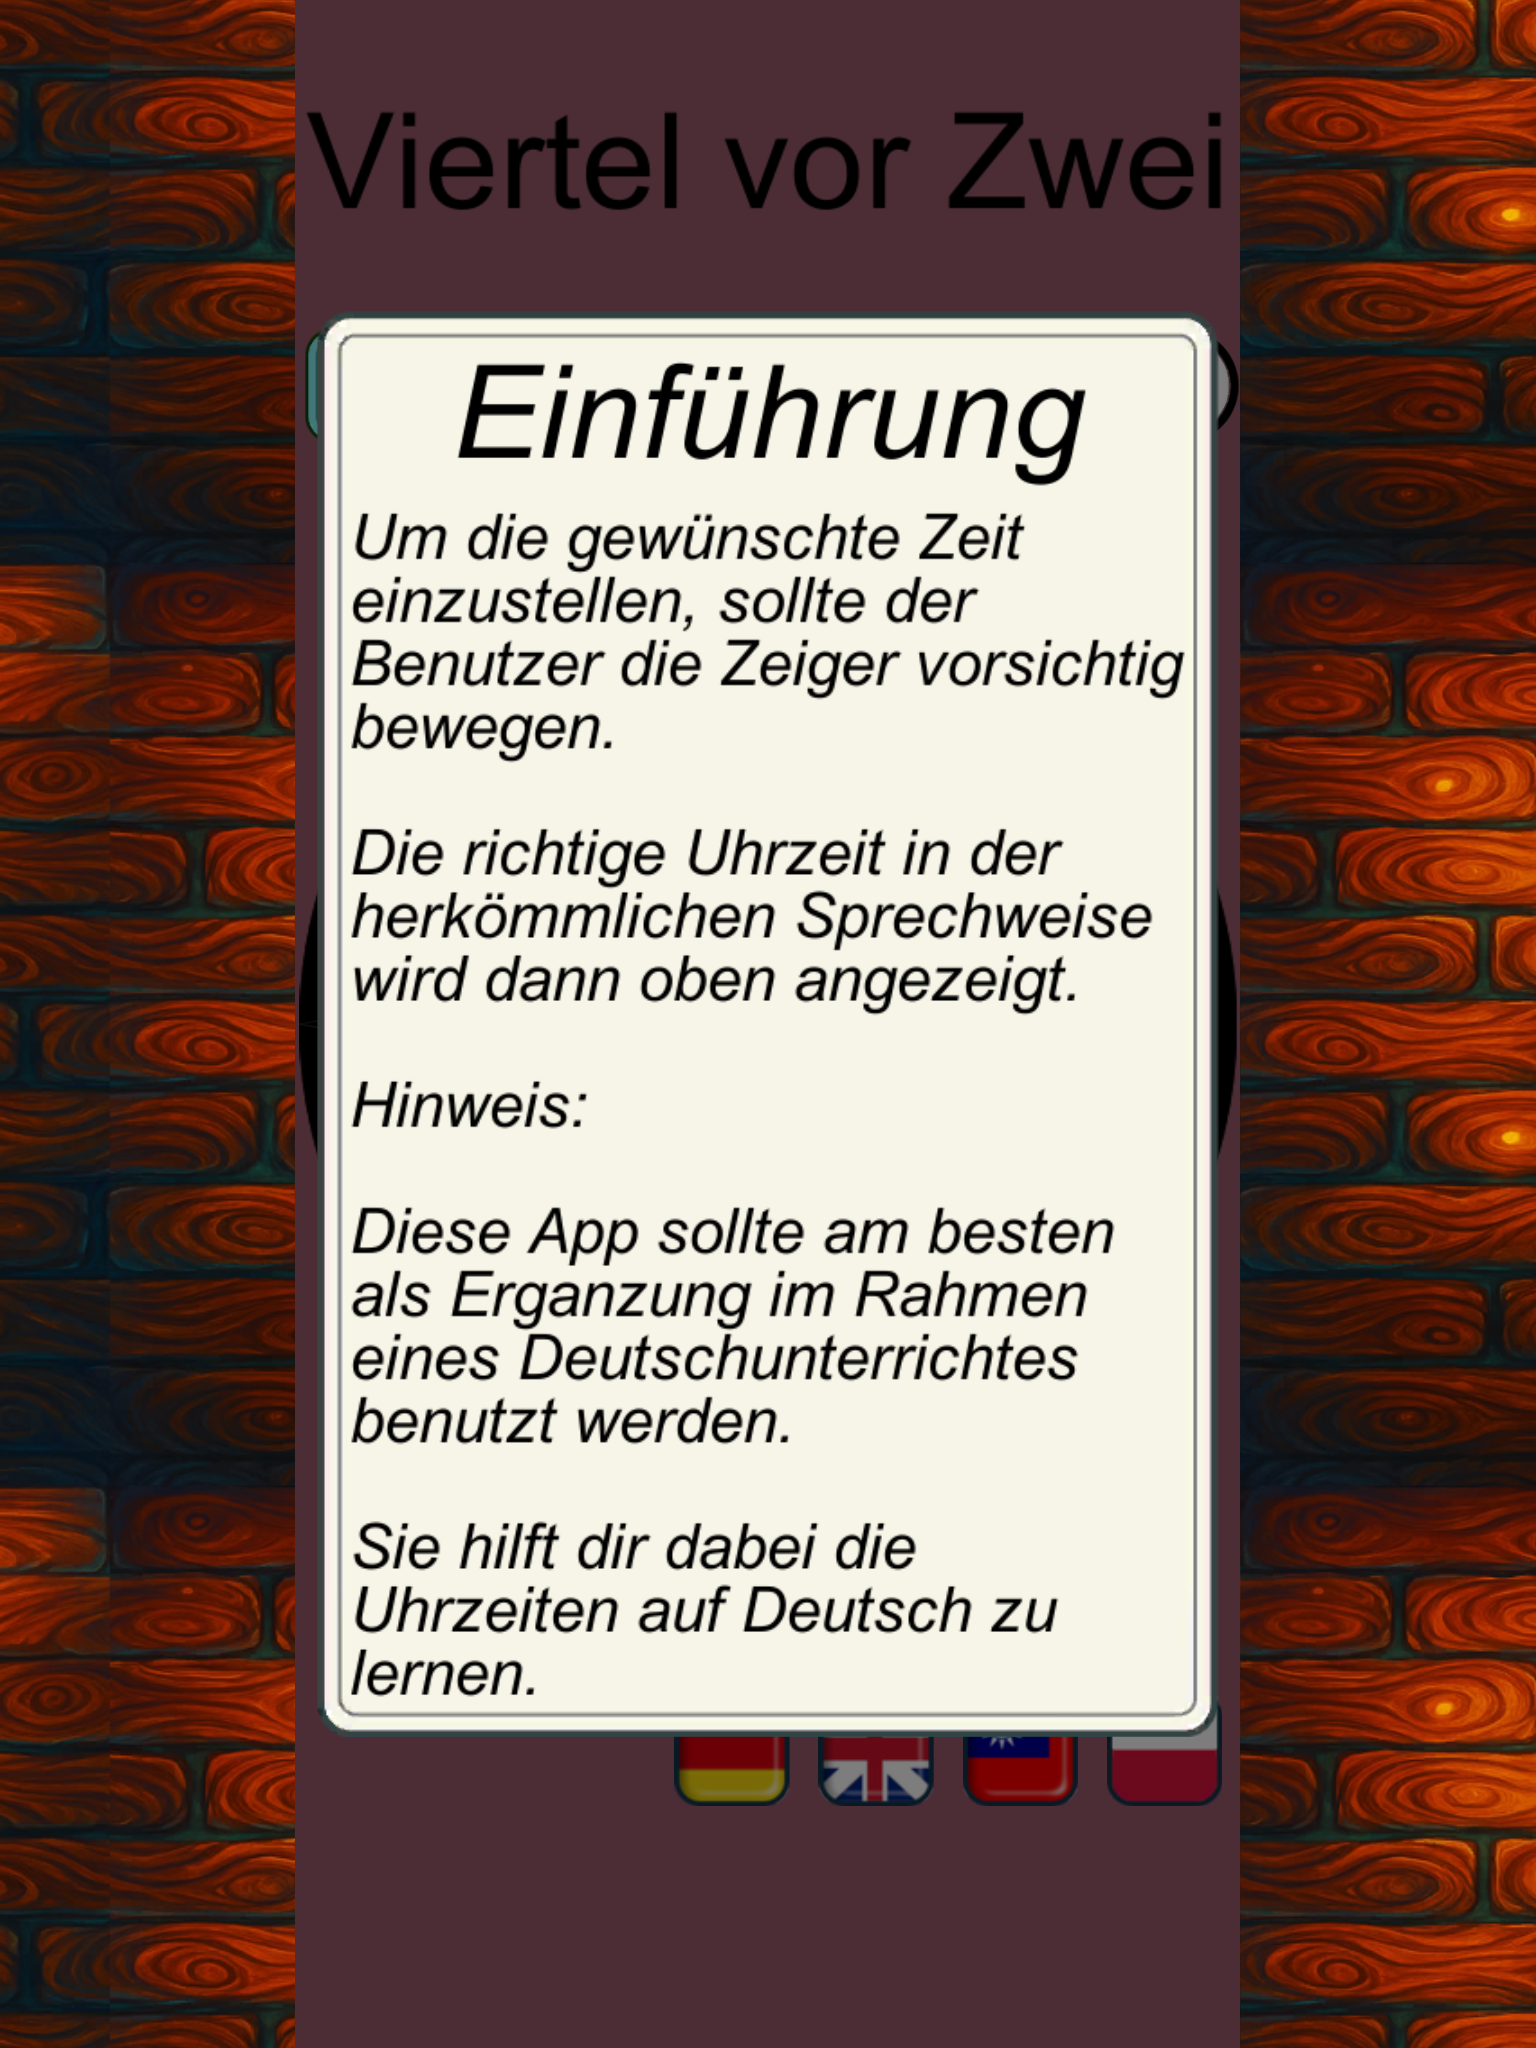 Viertel vor Zwei
Einführung
Um die gewünschte Zeit
einzustellen, sollte der
Benutzer die Zeiger vorsichtig
bewegen.
Die richtige Uhrzeit in der
herkömmlichen Sprechweise
wird dann oben angezeigt.
Hinweis:
Diese App sollte am besten
als Erganzung im Rahmen
eines Deutschunterrichtes
benutzt werden.
Sie hilft dir dabei die
Uhrzeiten auf Deutsch zu
lernen.